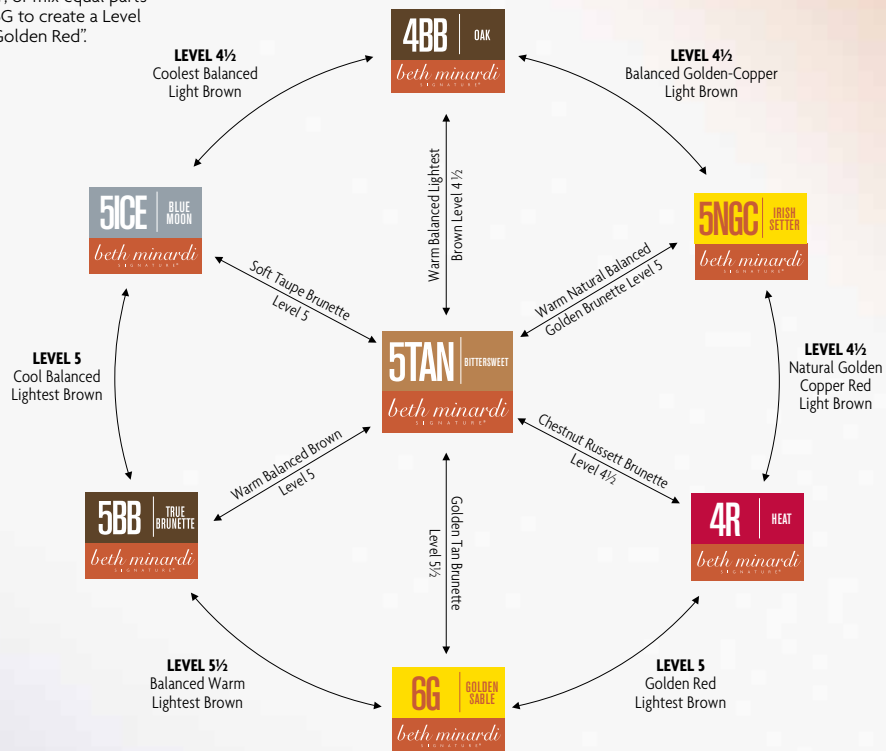 , or mix equal parts
G to create a Level
Golden Red”.
4BB OAK
beth minardi
SIGNATURE®
LEVEL 4½
Coolest Balanced
Light Brown
LEVEL 4½
Balanced Golden-Copper
Light Brown
Warm Balanced Lightest
Brown Level 4 ½
5ICE BLUE
MOON
beth minardi
SIGNATURE®
5NGC IRISH
SETTER
beth minardi
SIGNATURE®
Soft Taupe Brunette
Level 5
Warm Natural Balanced
Golden Brunette Level 5
5TAN BITTERSWEET
beth minardi
SIGNATURE®
LEVEL 5
Cool Balanced
Lightest Brown
LEVEL 4½
Natural Golden
Copper Red
Light Brown
Warm Balanced Brown
Level 5
Chestnut Russett Brunette
Level 4½
5BB TRUE
BRUNETTE
beth minardi
SIGNATURE®
Golden Tan Brunette
Level 5½
4R HEAT
beth minardi
SIGNATURE®
LEVEL 5½
Balanced Warm
Lightest Brown
6G GOLDEN
SABLE
beth minardi
SIGNATURE®
LEVEL 5
Golden Red
Lightest Brown